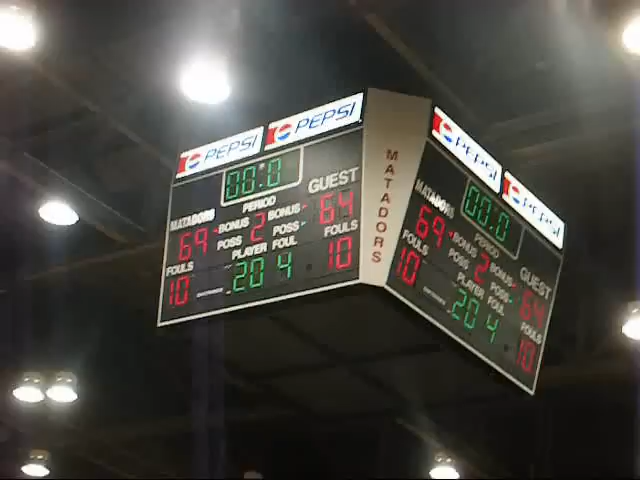 PEPSI PEPSI
00:0
MATADORS PERIOD GUEST
69 BONUS 2 BONUS 64
FOULS POSS POSS FOULS
PLAYER FOUL
10 20 4 10
MATADORS
PEPSI PEPSI
00:0
MATADORS PERIOD GUEST
69 BONUS 2 BONUS 64
FOULS POSS POSS FOULS
PLAYER FOUL
10 20 4 10